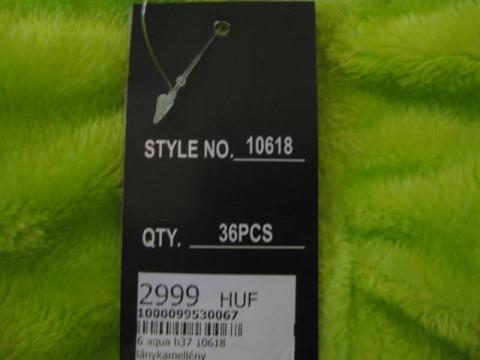 STYLE NO. 10618
QTY. 36PCS
2999 HUF
1000099530067
6 aqua b37 10618
lánykamellény